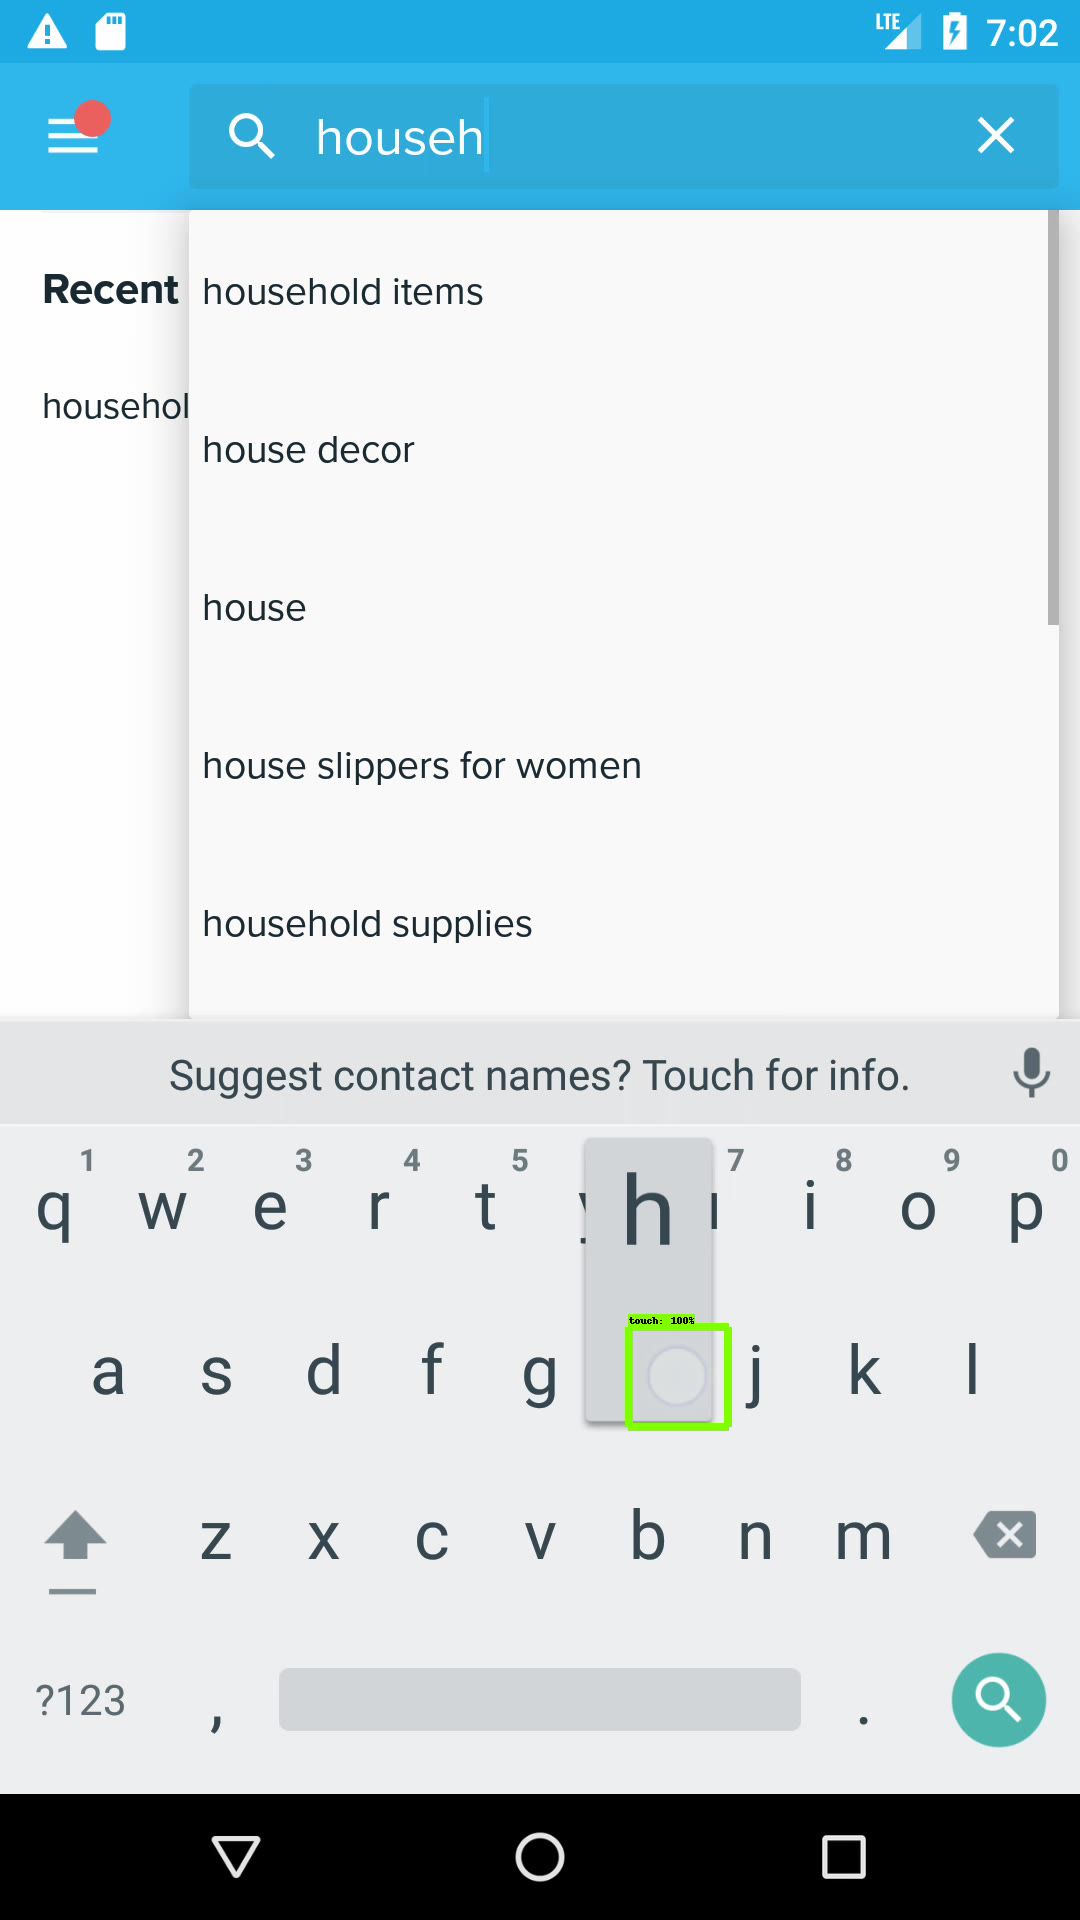 LTE 7:02
househ
Recent
household items
househol
house decor
house
house slippers for women
household supplies
Suggest contact names? Touch for info.
1 2 3 4 5 7 8 9 0
q w e r t h i o p
touch: 100%
a s d f g j k l
z x c v b n m
?123 , .